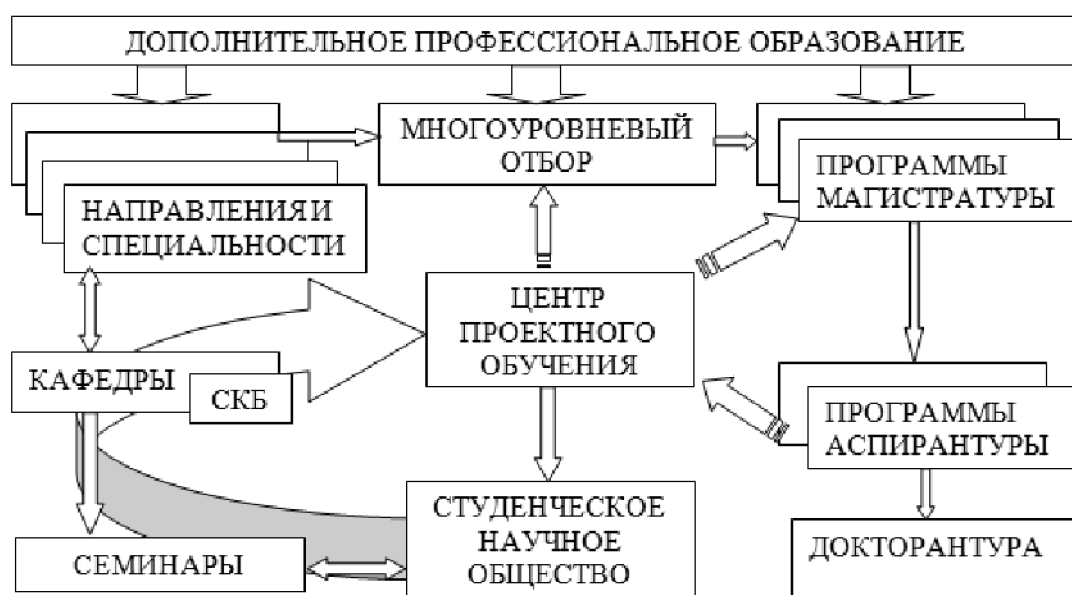 ДОПОЛНИТЕЛЬНОЕ ПРОФЕССИОНАЛЬНОЕ ОБРАЗОВАНИЕ
МНОГОУРОВНЕВЫЙ
ОТБОР
ПРОГРАММЫ
МАГИСТРАТУРЫ
НАПРАВЛЕНИЯ И
СПЕЦИАЛЬНОСТИ
ЦЕНТР
ПРОЕКТНОГО
ОБУЧЕНИЯ
КАФЕДРЫ
СКБ
ПРОГРАММЫ
АСПИРАНТУРЫ
СТУДЕНЧЕСКОЕ
НАУЧНОЕ
ОБЩЕСТВО
СЕМИНАРЫ
ДОКТОРАНТУРА